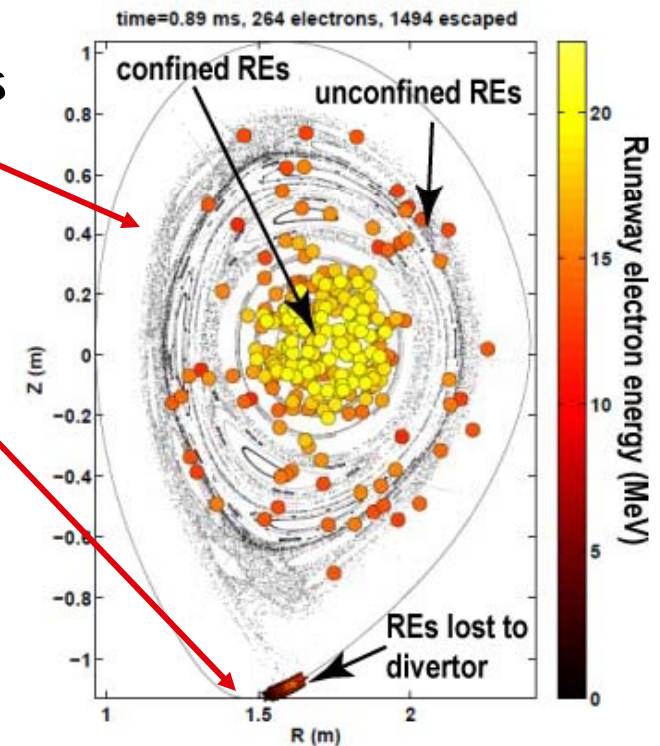 time=0.89 ms, 264 electrons, 1494 escaped
s
confined REs
unconfined REs
REs lost to
divertor
Z (m)
1
0.8
0.6
0.4
0.2
0
−0.2
−0.4
−0.6
−0.8
−1
1
1.5
2
R (m)
20
15
10
5
0
Runaway electron energy (MeV)